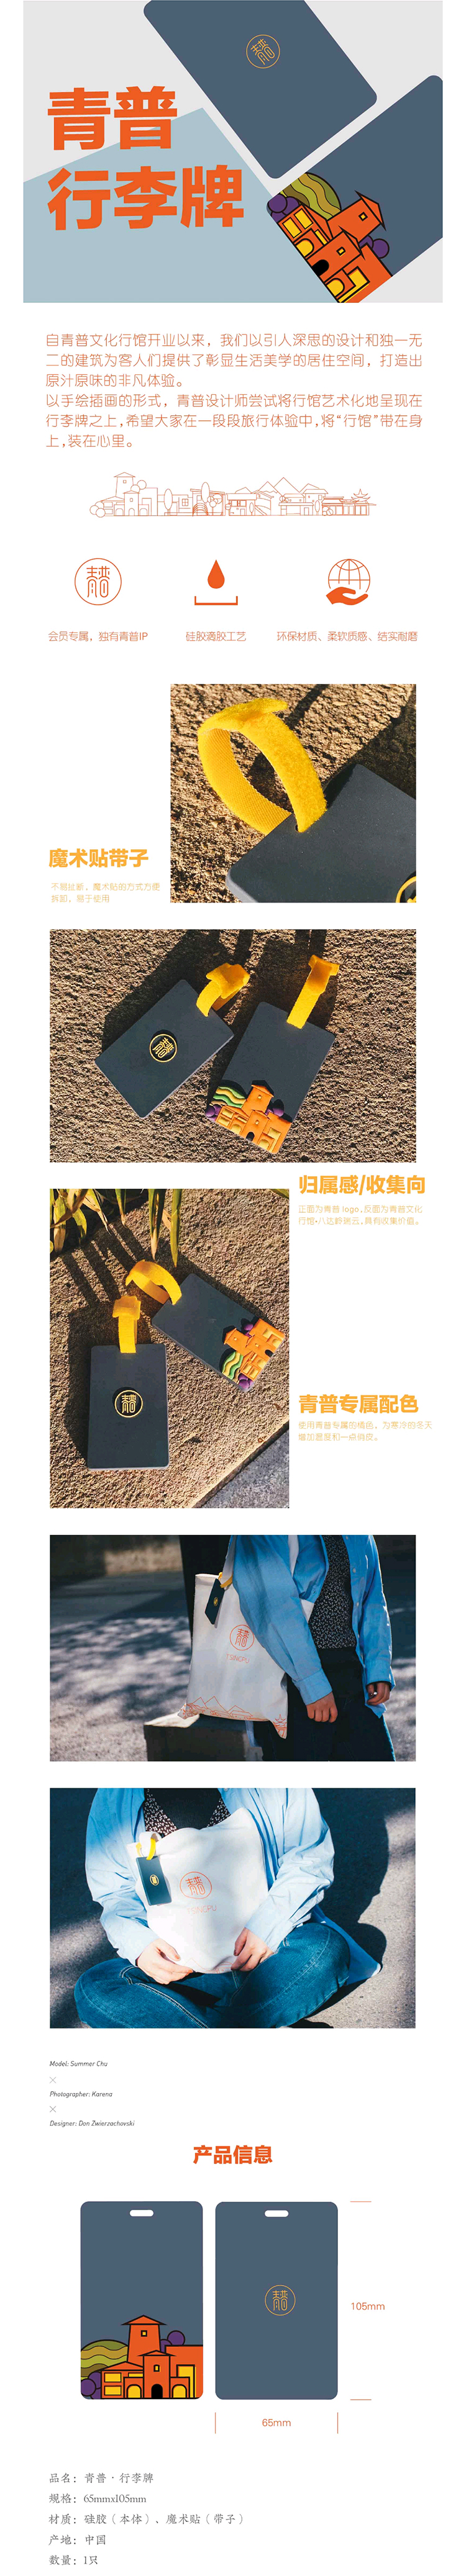 青普
行李牌
自青普文化行馆开业以来，我们以引人深思的设计和独一无
二的建筑为客人们提供了彰显生活美学的居住空间，打造出
原汁原味的非凡体验。
以手绘插画的形式，青普设计师尝试将行馆艺术化地呈现在
行李牌之上,希望大家在一段段旅行体验中,将“行馆”带在身
上,装在心里。
会员专属，独有青普IP
硅胶滴胶工艺
环保材质、柔软质感、结实耐磨
魔术贴带子
不易扯断，魔术贴的方式方便
拆卸，易于使用
归属感/收集向
正面为青普 logo,反面为青普文化
行馆•八达岭拂云,具有收集价值。
青普专属配色
使用青普专属的橘色，为寒冷的冬天
增加温度和一点俏皮。
Model: Summer Chu
×
Photographer: Karena
×
Designer: Dan Zwierzachovski
产品信息
105mm
65mm
品名：青普 · 行李牌
规格：65mmx105mm
材质：硅胶（本体）、魔术贴（带子）
产地：中国
数量：1只